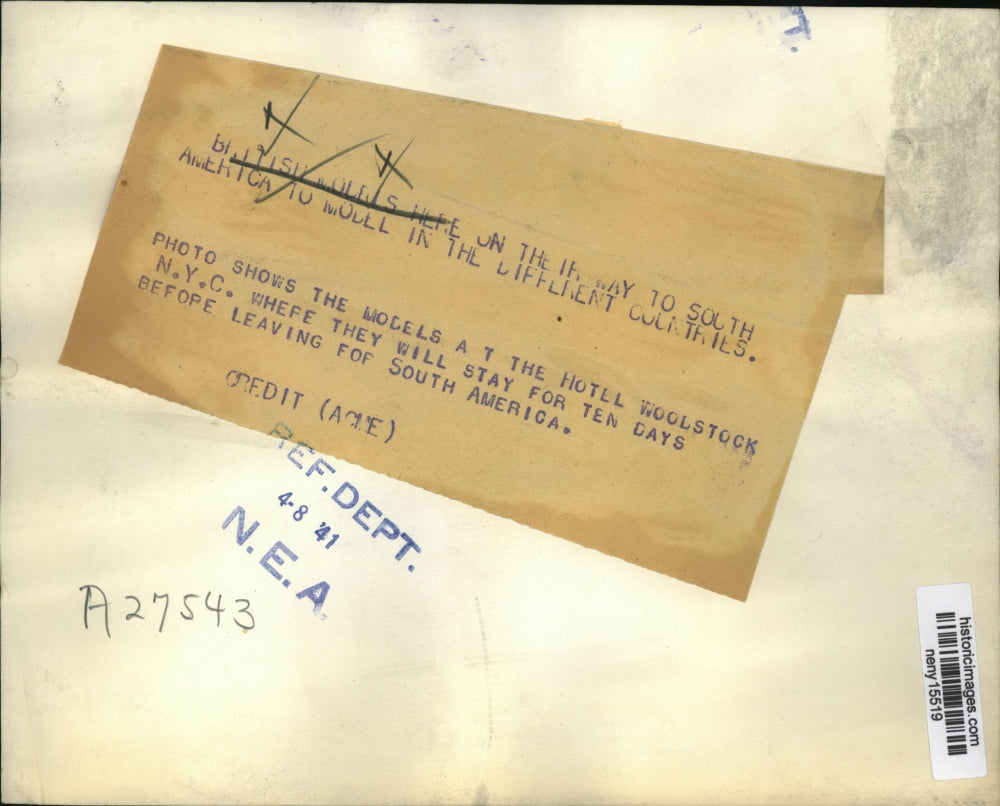 T.
BRITISH MODELS HERE ON THEIR WAY TO SOUTH
AMERICA TO MODEL IN THE DIFFERENT COUNTRIES.
PHOTO SHOWS THE MODELS A T THE HOTEL WOODSTOCK
N.Y.C. WHERE THEY WILL STAY FOR TEN DAYS
BEFORE LEAVING FOR SOUTH AMERICA.
CREDIT (ACME)
REF. DEPT.
4-8 '41
N.E.A.
A27543
historicimages.com
neny15519